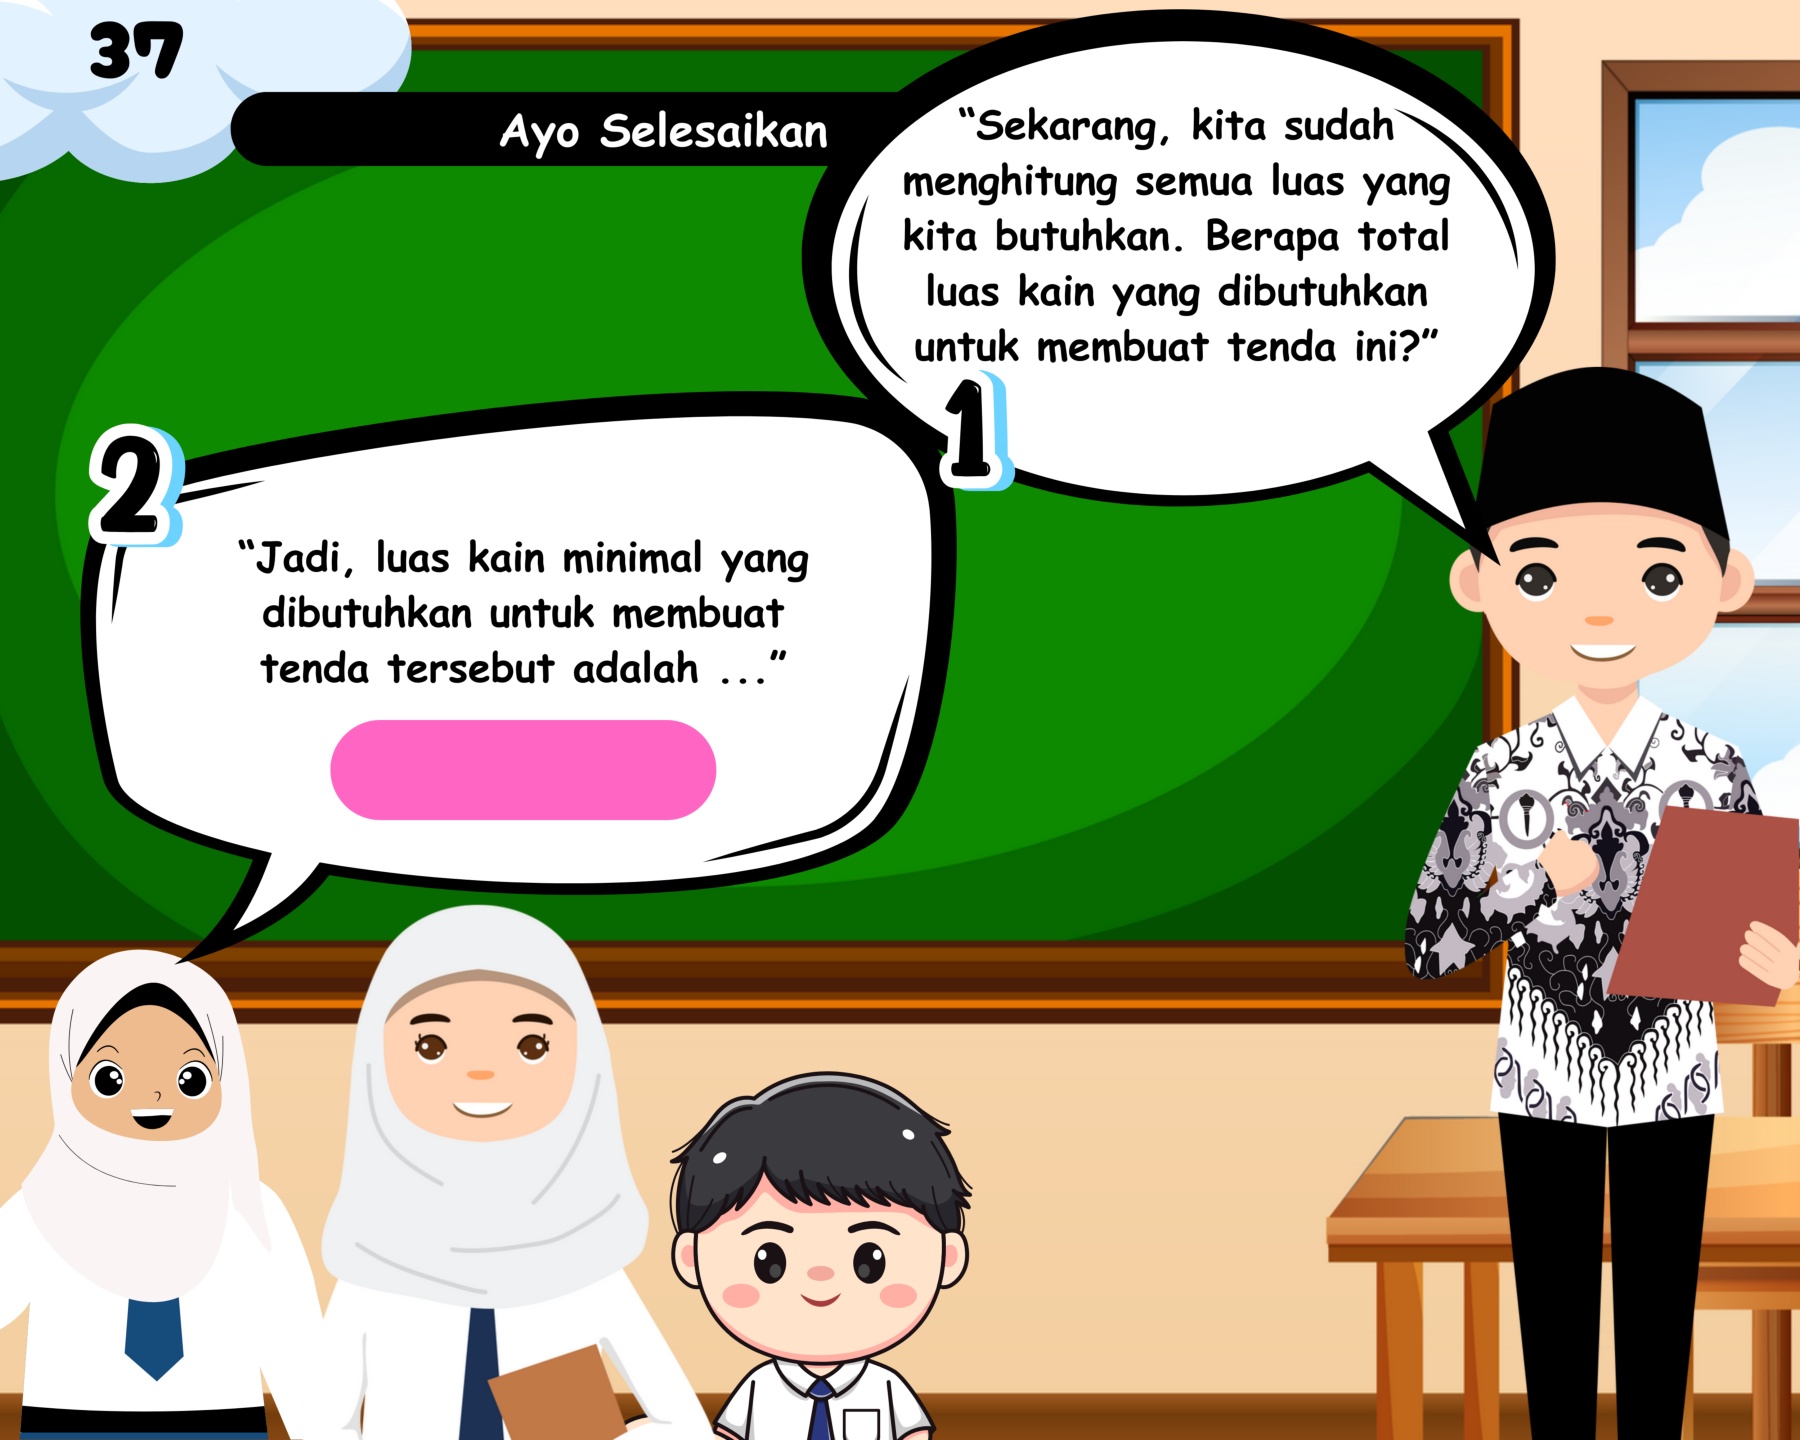 37
Ayo Selesaikan
“Sekarang, kita sudah
menghitung semua luas yang
kita butuhkan. Berapa total
luas kain yang dibutuhkan
untuk membuat tenda ini?”
1
2
“Jadi, luas kain minimal yang
dibutuhkan untuk membuat
tenda tersebut adalah ...”